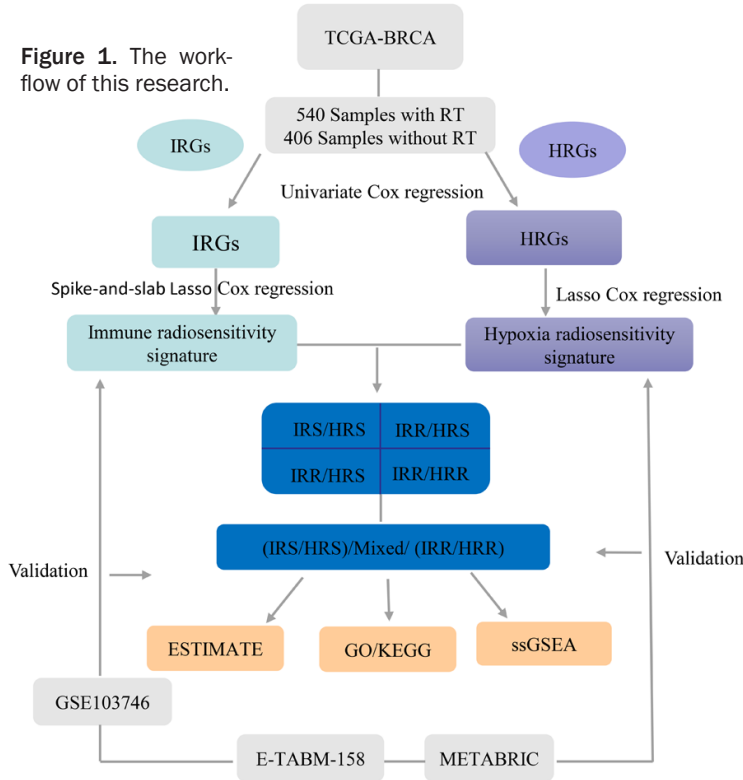 Figure 1. The work-
flow of this research.
TCGA-BRCA
540 Samples with RT
406 Samples without RT
IRGs
HRGs
Univariate Cox regression
IRGs
HRGs
Spike-and-slab Lasso Cox regression
Lasso Cox regression
Immune radiosensitivity
signature
Hypoxia radiosensitivity
signature
IRS/HRS
IRR/HRS
IRR/HRS
IRR/HRR
(IRS/HRS)/Mixed/ (IRR/HRR)
Validation
Validation
ESTIMATE
GO/KEGG
ssGSEA
GSE103746
E-TABM-158
METABRIC